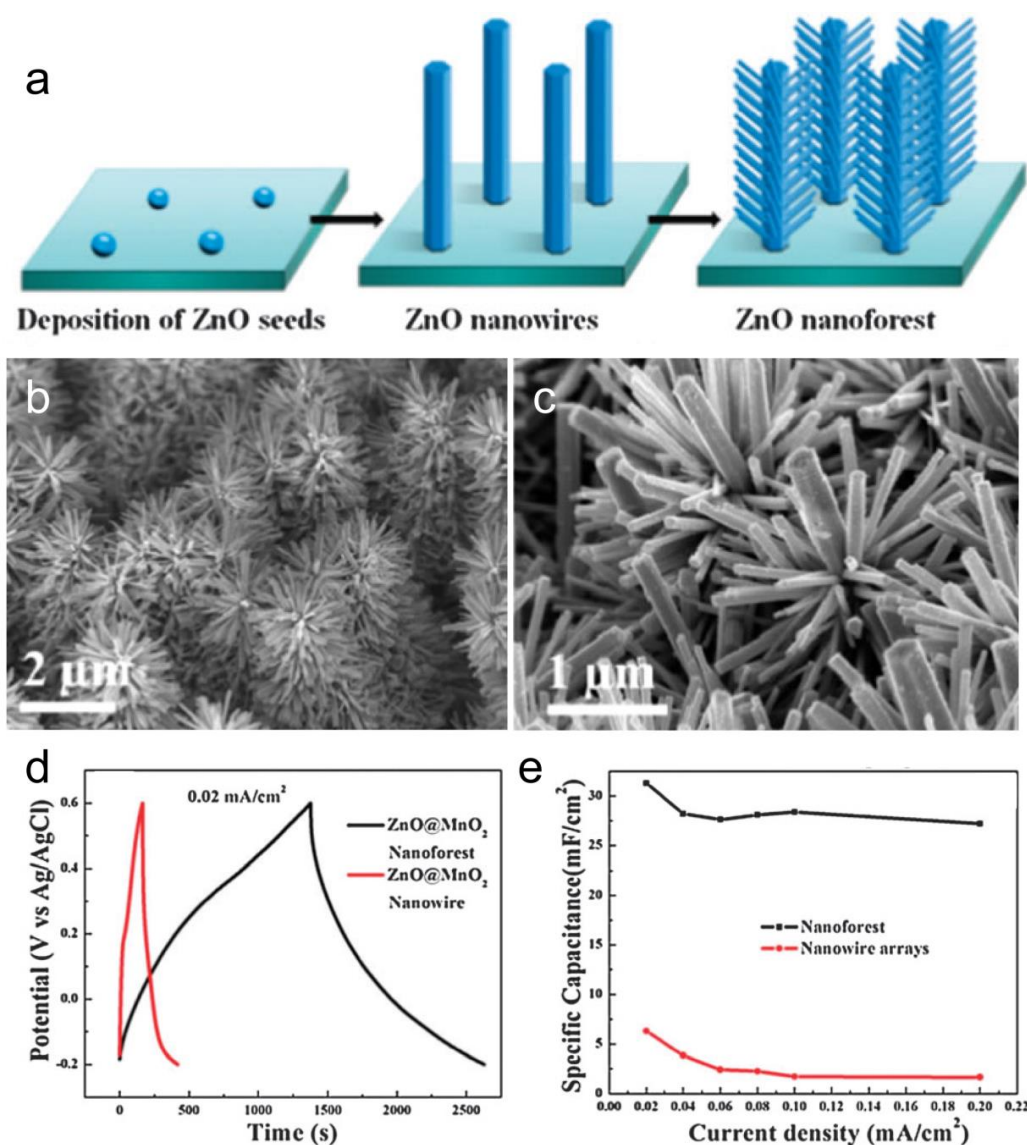 a
Deposition of ZnO seeds
ZnO nanowires
ZnO nanoforest
b
2 μm
c
1 μm
d
0.02 mA/cm²
ZnO@MnO₂
Nanoforest
ZnO@MnO₂
Nanowire
Potential (V vs Ag/AgCl)
0.6
0.4
0.2
0.0
-0.2
0 500 1000 1500 2000 2500
Time (s)
e
Specific Capacitance(mF/cm²)
30
25
20
15
10
5
0
Nanoforest
Nanowire arrays
0.00 0.02 0.04 0.06 0.08 0.10 0.12 0.14 0.16 0.18 0.20
Current density (mA/cm²)